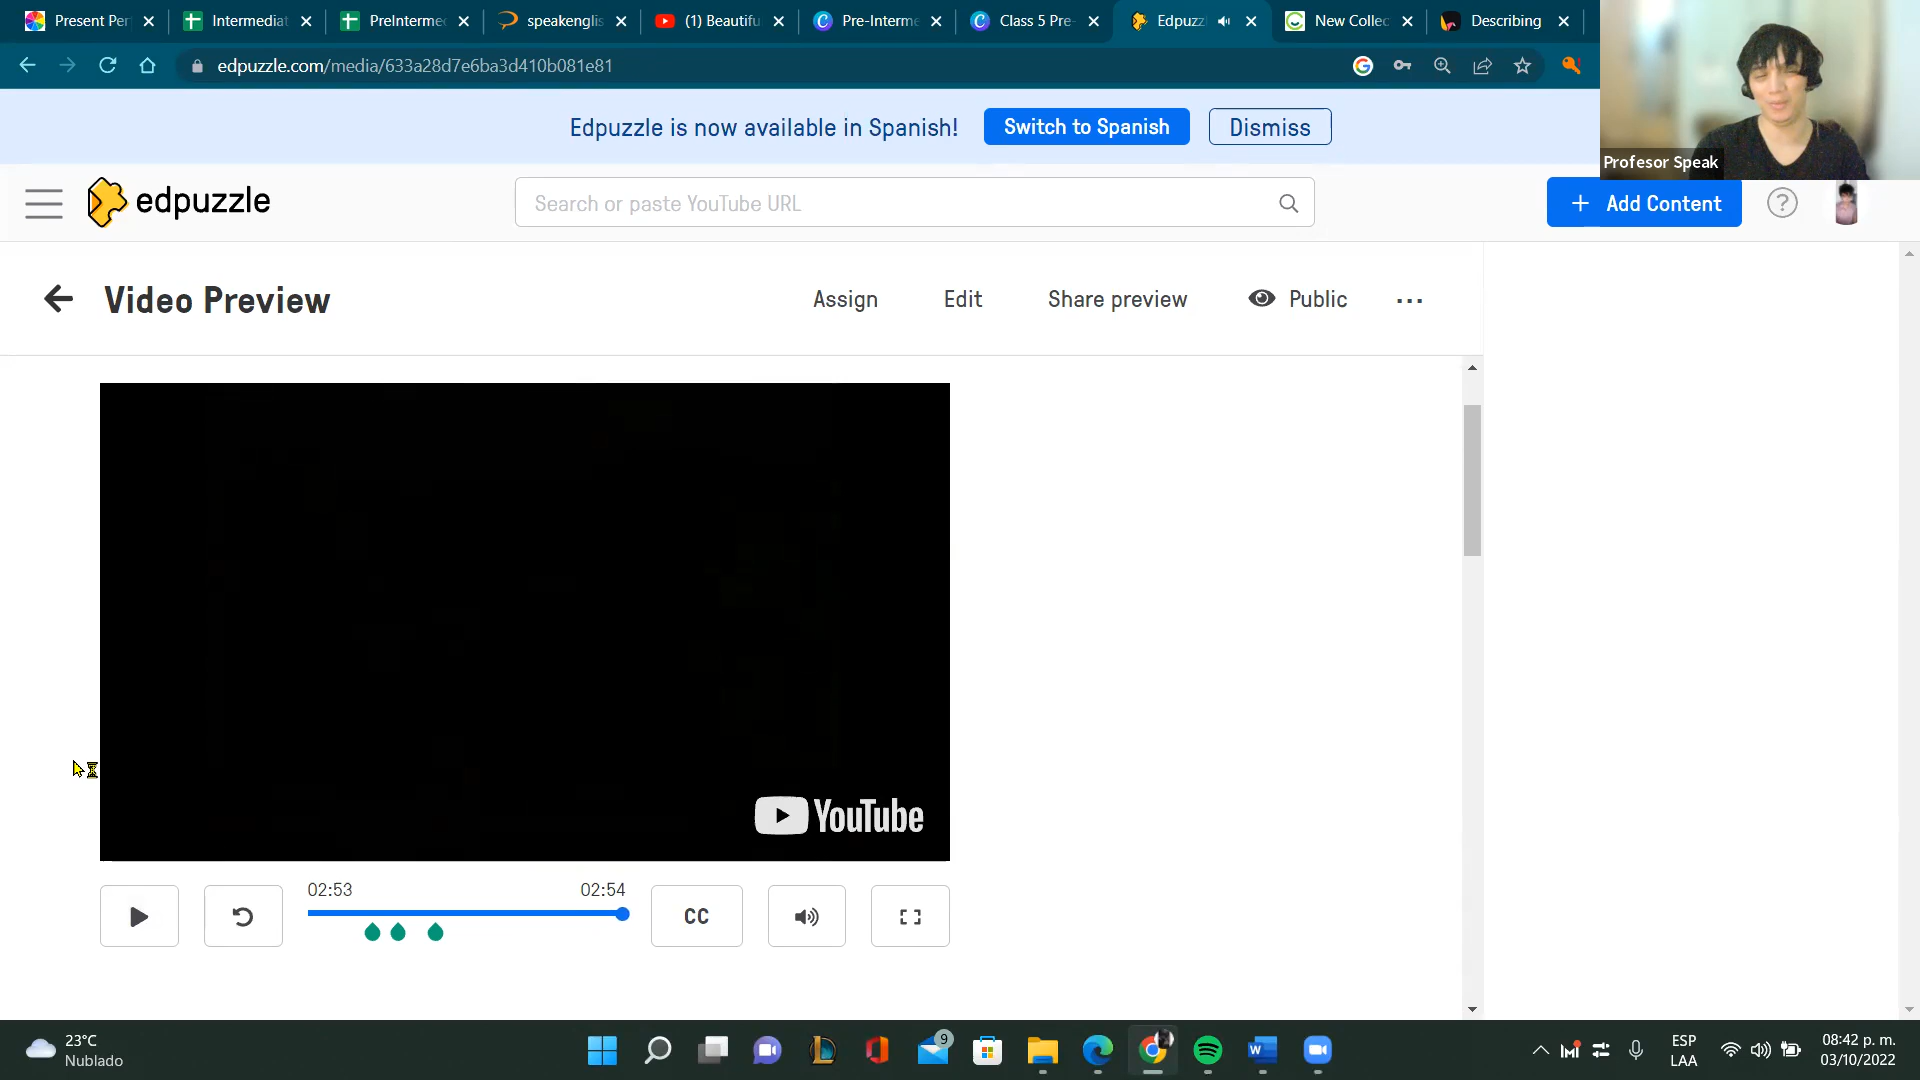 Present Per
Intermediat
PreInterme
speakenglis
(1) Beautifu
Pre-Interme
Class 5 Pre-
Edpuzz
New Collec
Describing
edpuzzle.com/media/633a28d7e6ba3d410b081e81
Edpuzzle is now available in Spanish!
Switch to Spanish
Dismiss
Profesor Speak
edpuzzle
Search or paste YouTube URL
+ Add Content
?
Video Preview
Assign
Edit
Share preview
Public
YouTube
02:53
02:54
CC
23°C
Nublado
9
ESP
LAA
08:42 p. m.
03/10/2022